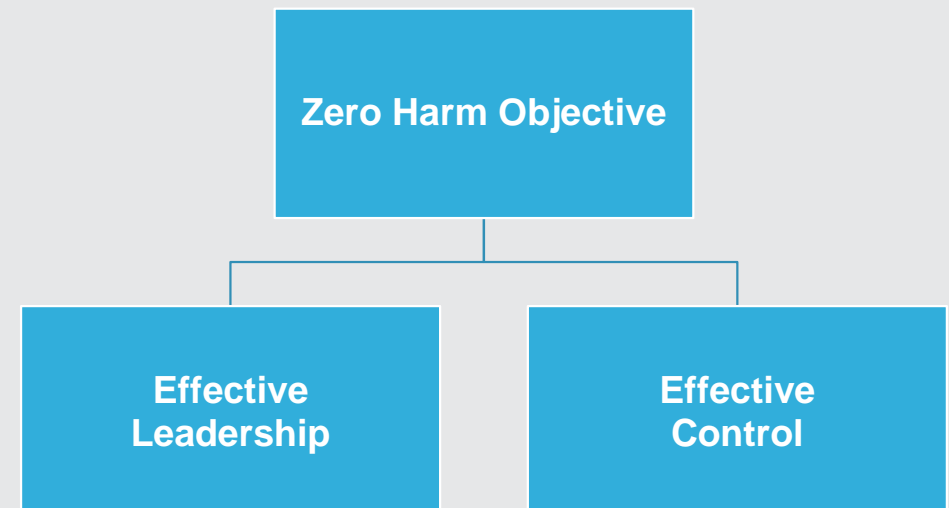 Zero Harm Objective
Effective
Leadership
Effective
Control